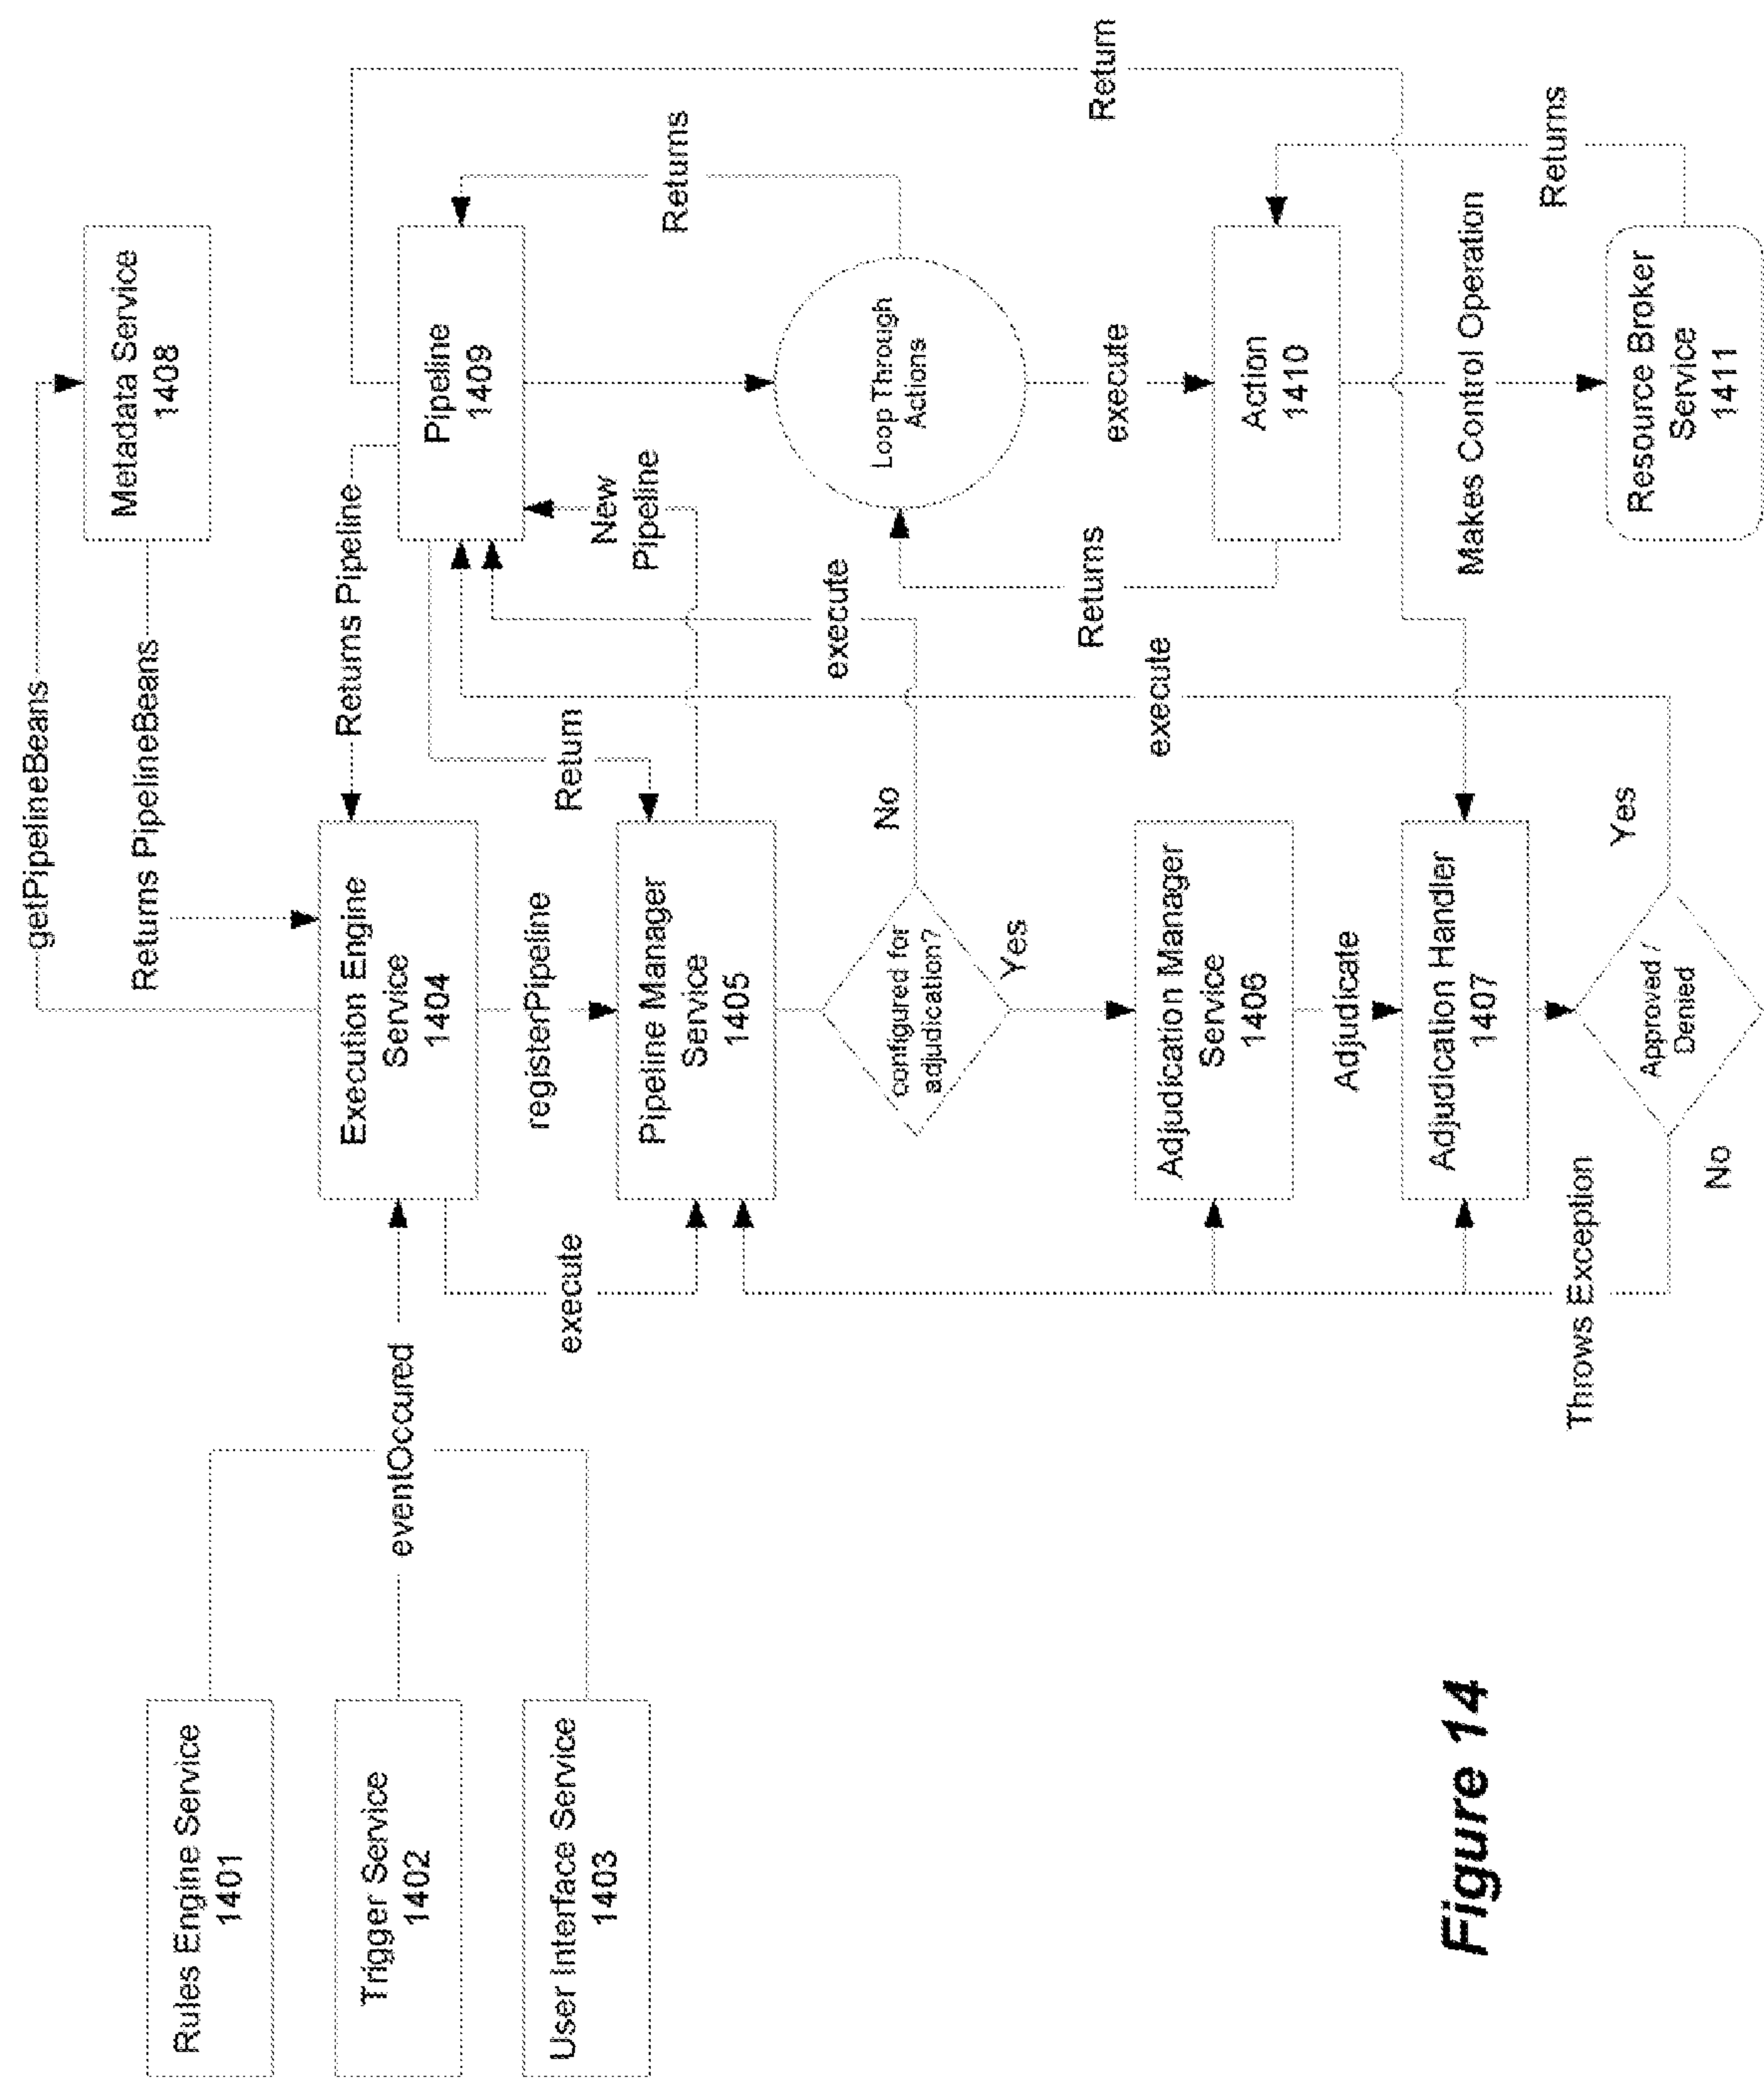 getPipelineBeans
Returns PipelineBeans
Metadata Service
1408
Rules Engine Service
1401
Trigger Service
1402
User Interface Service
1403
eventOccured
Execution Engine
Service
1404
Returns Pipeline
Pipeline
1409
Return
registerPipeline
execute
Return
New
Pipeline
Returns
Pipeline Manager
Service
1405
configured for
adjudication?
No
execute
Yes
Loop Through
Actions
execute
Returns
Adjudication Manager
Service
1406
Adjudicate
execute
Action
1410
Returns
Makes Control Operation
Adjudication Handler
1407
Approved /
Denied
Yes
No
Throws Exception
Resource Broker
Service
1411
Figure 14